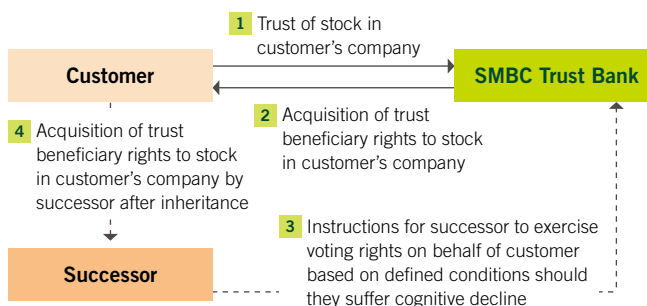 1 Trust of stock in
customer's company
Customer
SMBC Trust Bank
2 Acquisition of trust
beneficiary rights to stock
in customer's company
4 Acquisition of trust
beneficiary rights to stock
in customer's company by
successor after inheritance
3 Instructions for successor to exercise
voting rights on behalf of customer
based on defined conditions should
they suffer cognitive decline
Successor